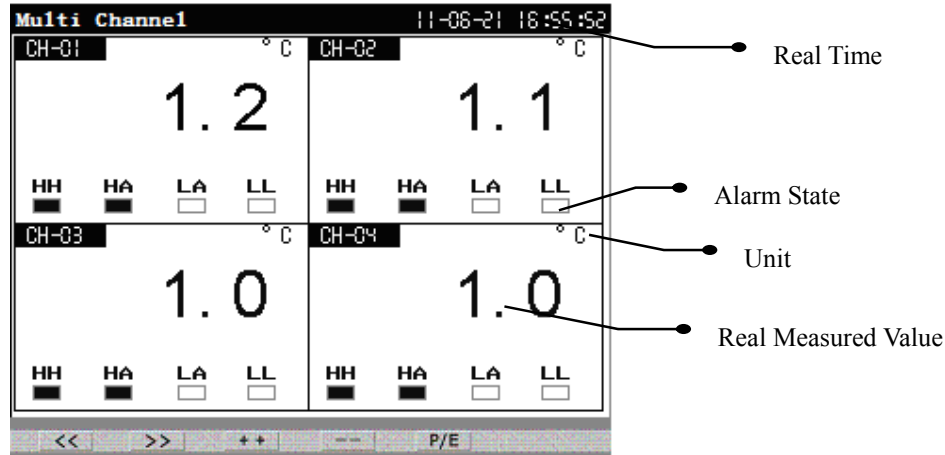 Multi Channel 11-06-21 16:55:52
CH-01 °C CH-02 °C
Real Time
1.2 1.1
HH HA LA LL HH HA LA LL
Alarm State
CH-03 °C CH-04 °C
Unit
1.0 1.0
Real Measured Value
HH HA LA LL HH HA LA LL
<< >> ++ -- P/E